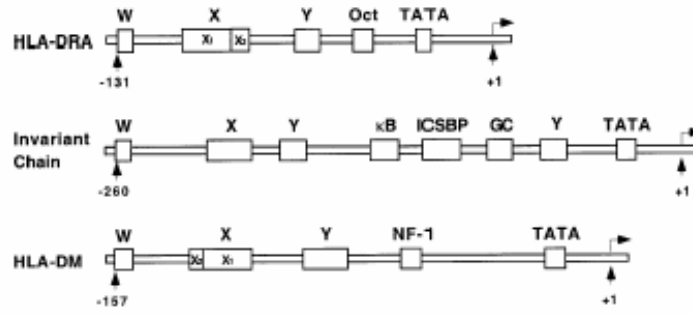 W X Y Oct TATA
HLA-DRA X₁ X₂
-131 +1
W X Y κB ICSBP GC Y TATA
Invariant
Chain
-260 +1
W X Y NF-1 TATA
HLA-DM X₂ X₁
-157 +1